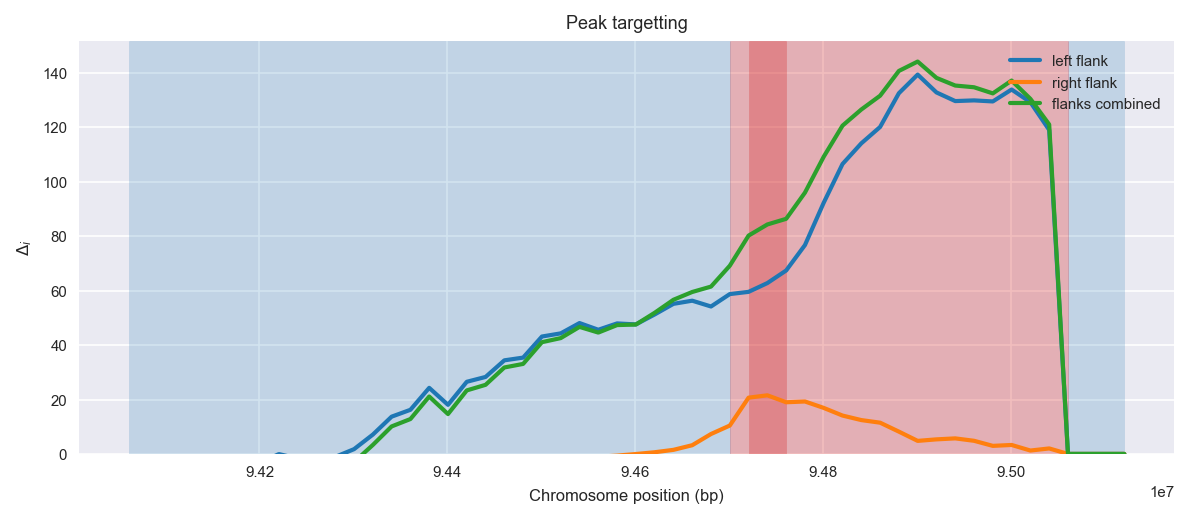 Peak targetting
left flank
right flank
flanks combined
140
120
100
80
60
40
20
0
Δi
9.42 9.44 9.46 9.48 9.50
1e7
Chromosome position (bp)